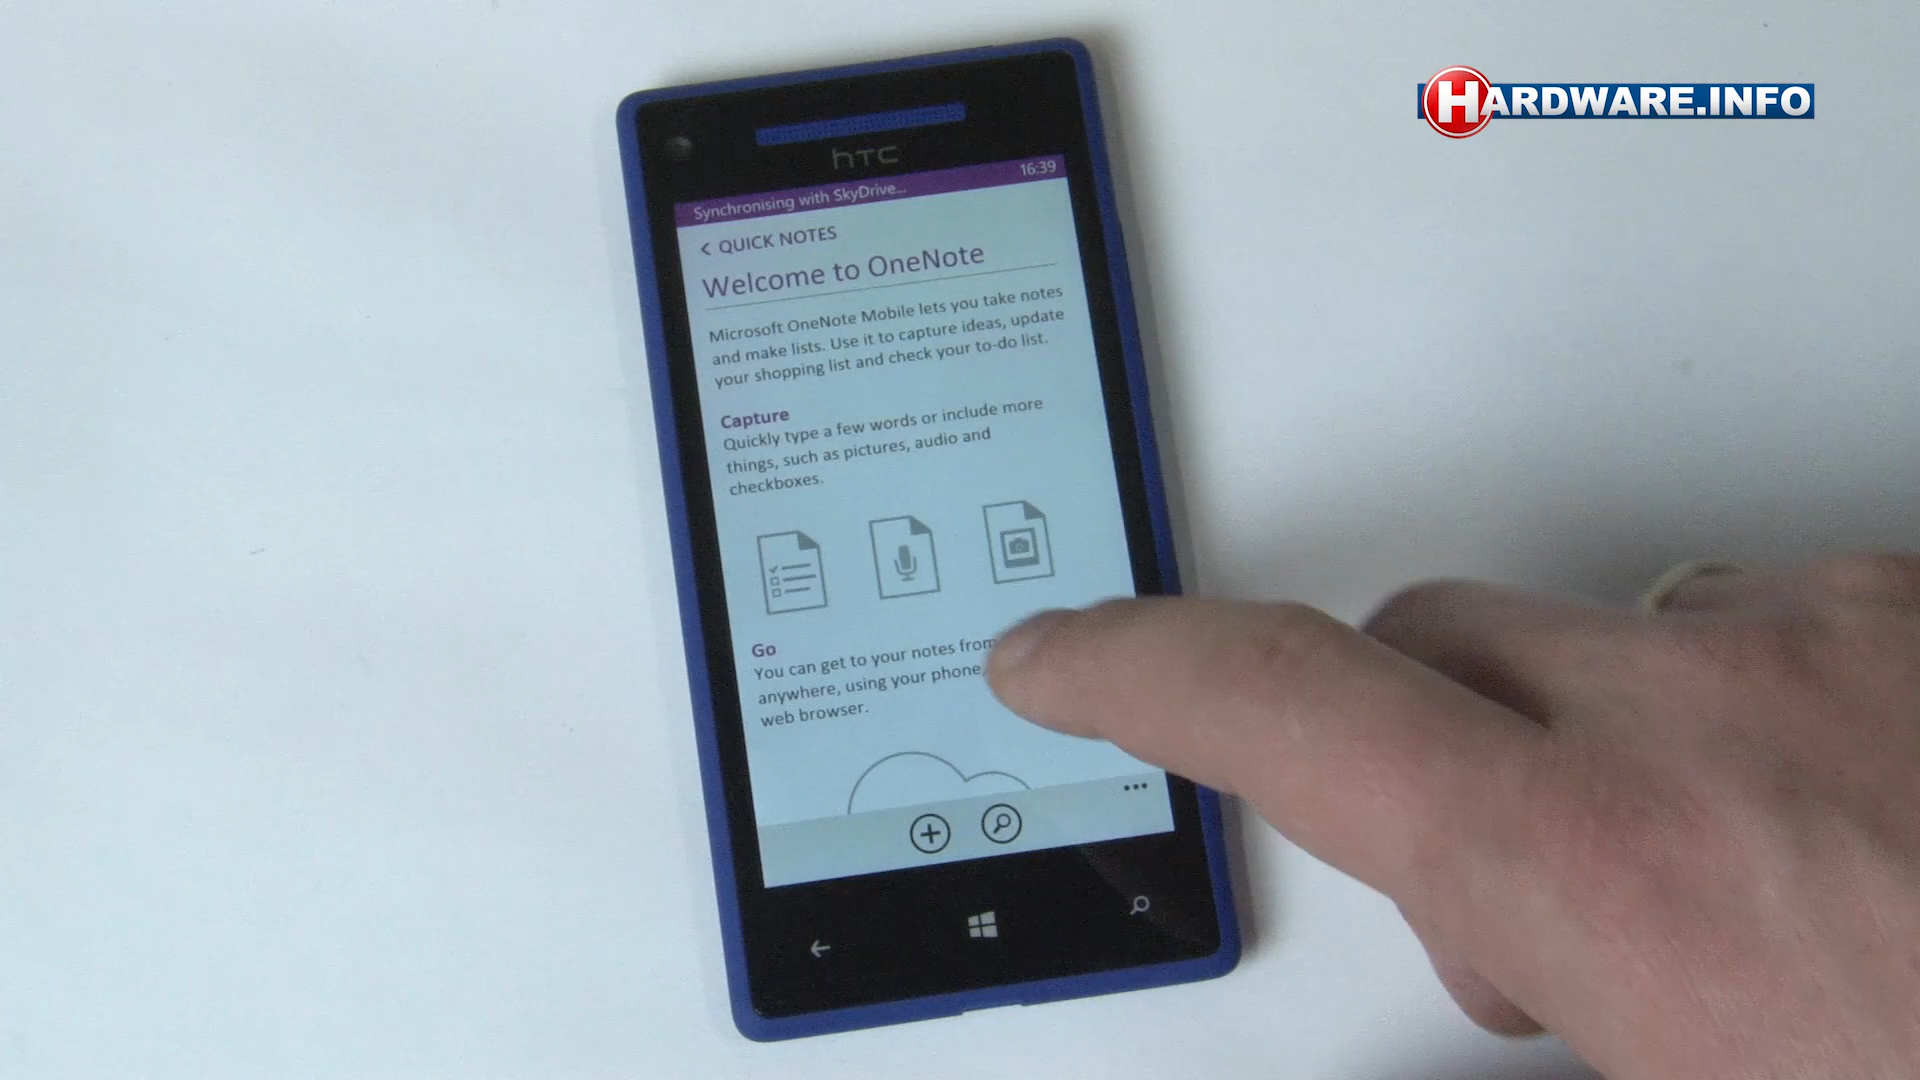 HARDWARE.INFO
hTC
Synchronising with SkyDrive... 16:39
< QUICK NOTES
Welcome to OneNote
Microsoft OneNote Mobile lets you take notes
and make lists. Use it to capture ideas, update
your shopping list and check your to-do list.
Capture
Quickly type a few words or include more
things, such as pictures, audio and
checkboxes.
Go
You can get to your notes from
anywhere, using your phone,
web browser.